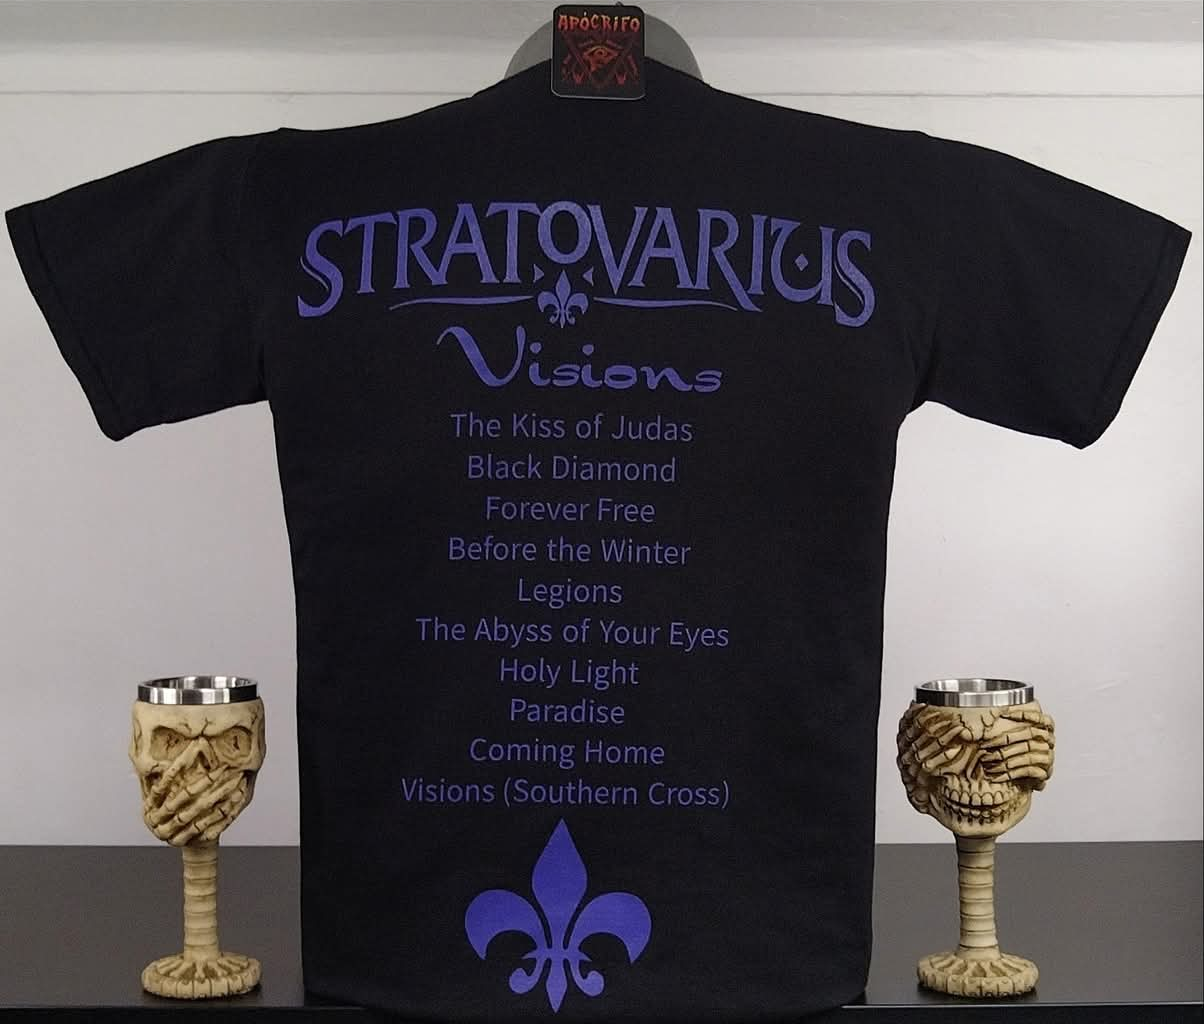 APÓCRIFO
STRATOVARIUS
Visions
The Kiss of Judas
Black Diamond
Forever Free
Before the Winter
Legions
The Abyss of Your Eyes
Holy Light
Paradise
Coming Home
Visions (Southern Cross)